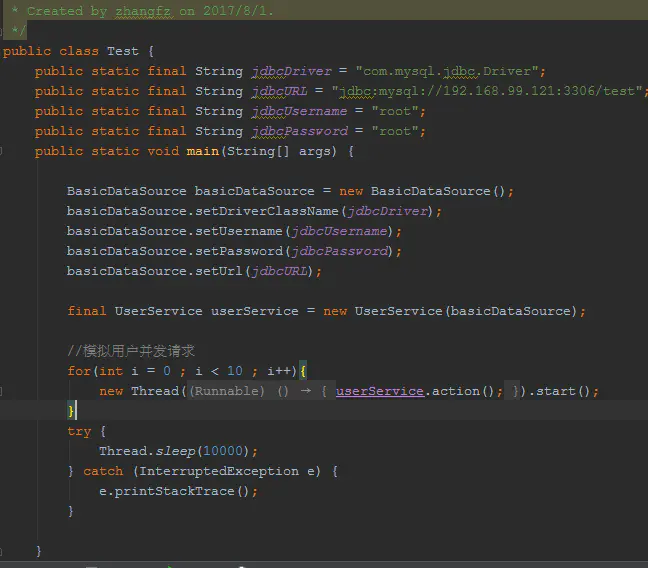 * Created by zhangfz on 2017/8/1.
*/
public class Test {
public static final String jdbcDriver = "com.mysql.jdbc.Driver";
public static final String jdbcURL = "jdbc:mysql://192.168.99.121:3306/test";
public static final String jdbcUsername = "root";
public static final String jdbcPassword = "root";
public static void main(String[] args) {
BasicDataSource basicDataSource = new BasicDataSource();
basicDataSource.setDriverClassName(jdbcDriver);
basicDataSource.setUsername(jdbcUsername);
basicDataSource.setPassword(jdbcPassword);
basicDataSource.setUrl(jdbcURL);
final UserService userService = new UserService(basicDataSource);
//模拟用户并发请求
for(int i = 0 ; i < 10 ; i++){
new Thread((Runnable) () → { userService.action(); }).start();
}
try {
Thread.sleep(10000);
} catch (InterruptedException e) {
e.printStackTrace();
}
}